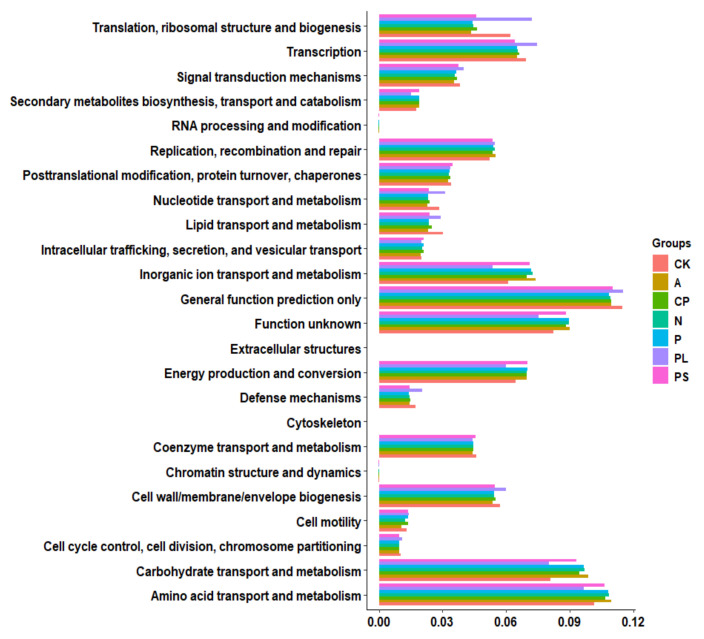 Translation, ribosomal structure and biogenesis
Transcription
Signal transduction mechanisms
Secondary metabolites biosynthesis, transport and catabolism
RNA processing and modification
Replication, recombination and repair
Posttranslational modification, protein turnover, chaperones
Nucleotide transport and metabolism
Lipid transport and metabolism
Intracellular trafficking, secretion, and vesicular transport
Inorganic ion transport and metabolism
General function prediction only
Function unknown
Extracellular structures
Energy production and conversion
Defense mechanisms
Cytoskeleton
Coenzyme transport and metabolism
Chromatin structure and dynamics
Cell wall/membrane/envelope biogenesis
Cell motility
Cell cycle control, cell division, chromosome partitioning
Carbohydrate transport and metabolism
Amino acid transport and metabolism
0.00 0.03 0.06 0.09 0.12
Groups
CK
A
CP
N
P
PL
PS